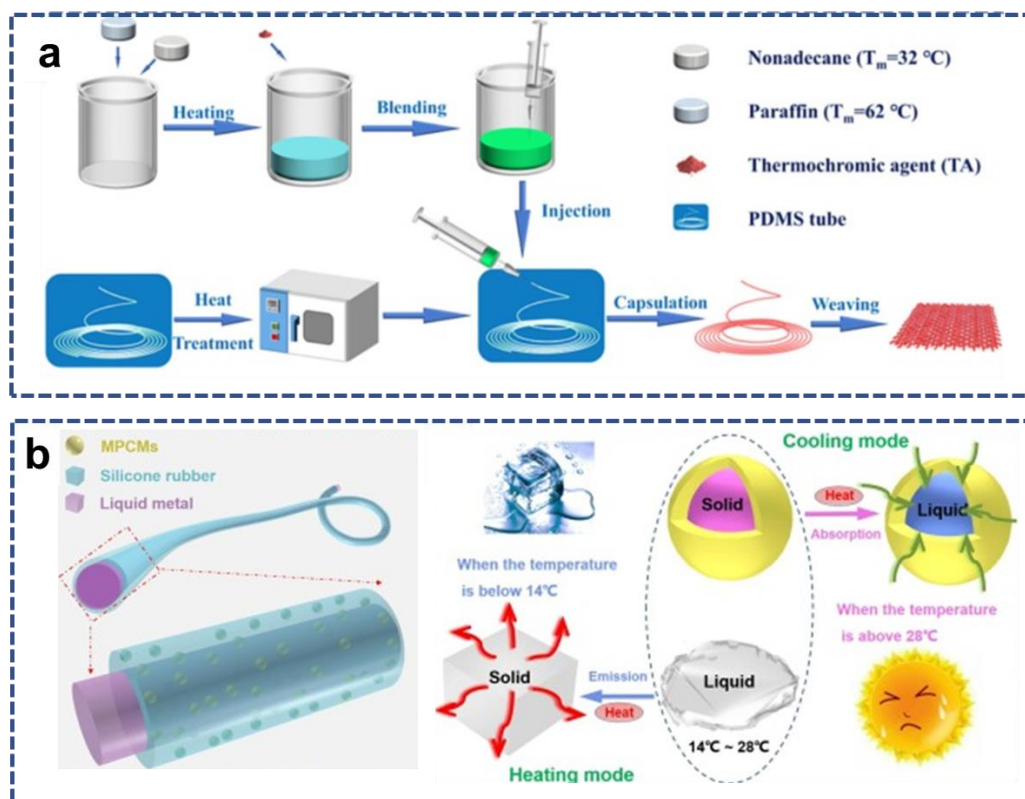 a
Heating
Blending
Nonadecane (Tm=32 ℃)
Paraffin (Tm=62 ℃)
Thermochromic agent (TA)
PDMS tube
Injection
Heat
Treatment
Capsulation
Weaving
b
MPCMs
Silicone rubber
Liquid metal
Cooling mode
Solid
Heat
Absorption
Liquid
When the temperature
is below 14℃
When the temperature
is above 28℃
Solid
Emission
Heat
Liquid
14℃ ~ 28℃
Heating mode